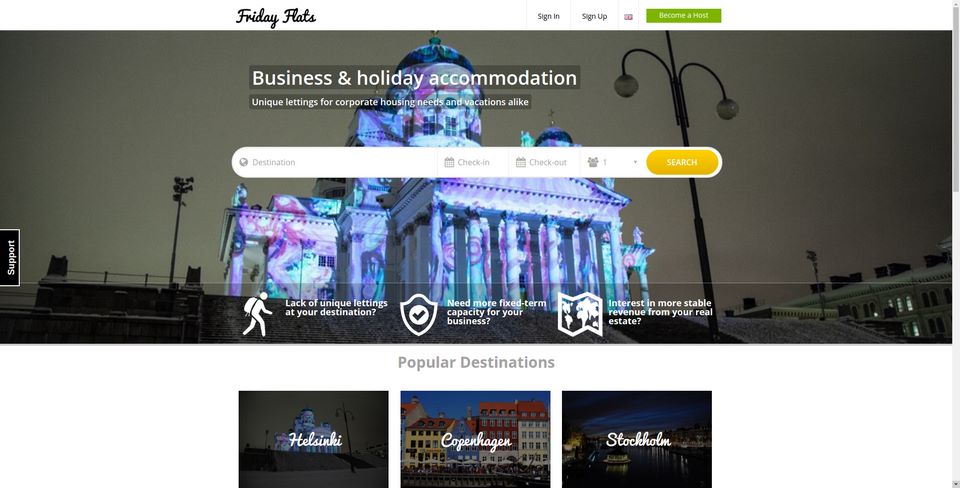 Friday Flats
Sign In
Sign Up
Become a Host
Business & holiday accommodation
Unique lettings for corporate housing needs and vacations alike
Destination
Check-in
Check-out
1
SEARCH
Support
Lack of unique lettings
at your destination?
Need more fixed-term
capacity for your
business?
Interest in more stable
revenue from your real
estate?
Popular Destinations
Helsinki
Copenhagen
Stockholm